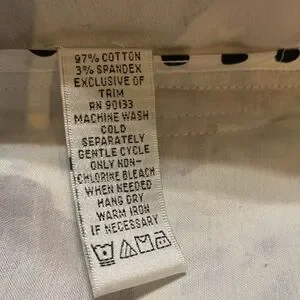 97% COTTON
3% SPANDEX
EXCLUSIVE OF
TRIM
RN 90133
MACHINE WASH
COLD
SEPARATELY
GENTLE CYCLE
ONLY NON-
CHLORINE BLEACH
WHEN NEEDED
HANG DRY
WARM IRON
IF NECESSARY